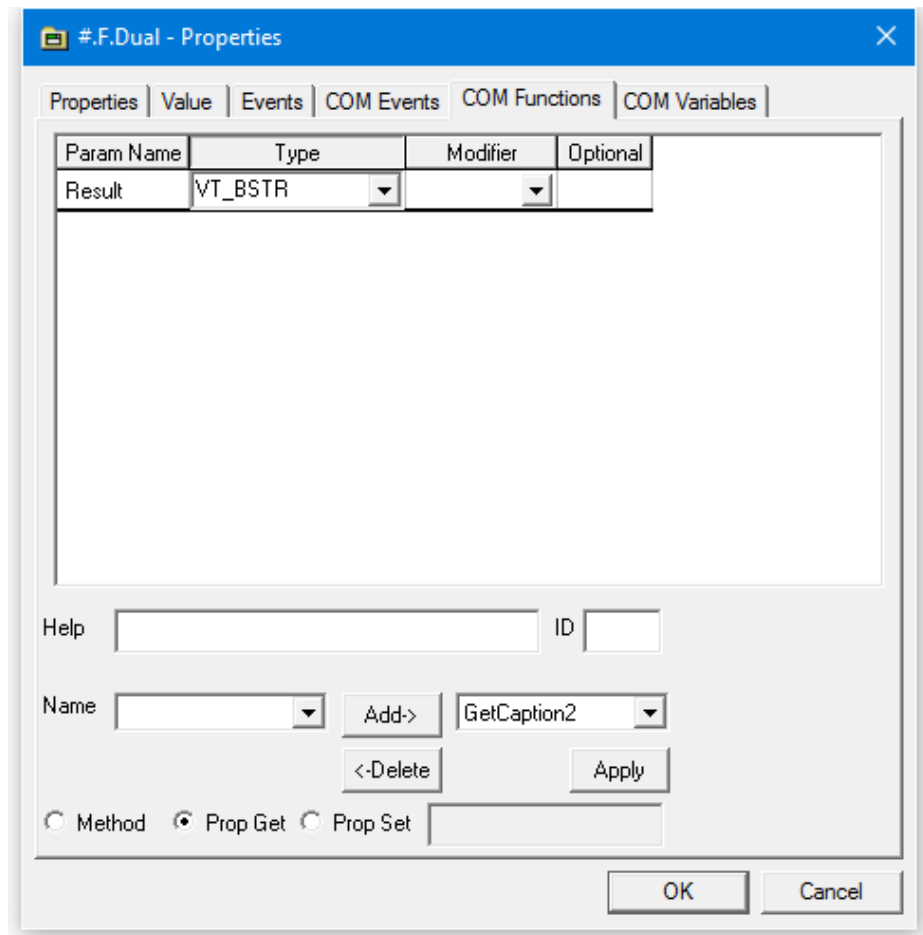 #.F.Dual - Properties
Properties Value Events COM Events COM Functions COM Variables
Param Name Type Modifier Optional
Result VT_BSTR
Help ID
Name Add-> GetCaption2
<-Delete Apply
Method Prop Get Prop Set
OK Cancel